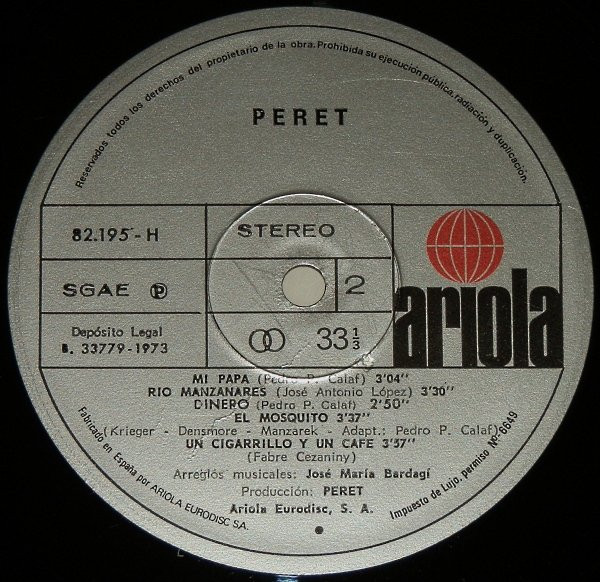 Reservados todos los derechos del propietario de la obra. Prohibida su ejecución pública, radiación y duplicación.
PERET
82.195-H
STEREO
SGAE P
2
Depósito Legal
B. 33779-1973
33 1/3
ariola
MI PAPA (Pedro P. Calaf) 3'04''
RIO MANZANARES (José Antonio López) 3'30''
DINERO (Pedro P. Calaf) 2'50''
EL MOSQUITO 3'37''
(Krieger - Densmore - Manzarek - Adapt.: Pedro P. Calaf)
UN CIGARRILLO Y UN CAFE 3'57''
(Fabre Cezaniny)
Arreglos musicales: José María Bardagí
Producción: PERET
Ariola Eurodisc, S. A.
Fabricado en España por ARIOLA EURODISC S.A.
Impuesto de Lujo, permiso Nº 6649